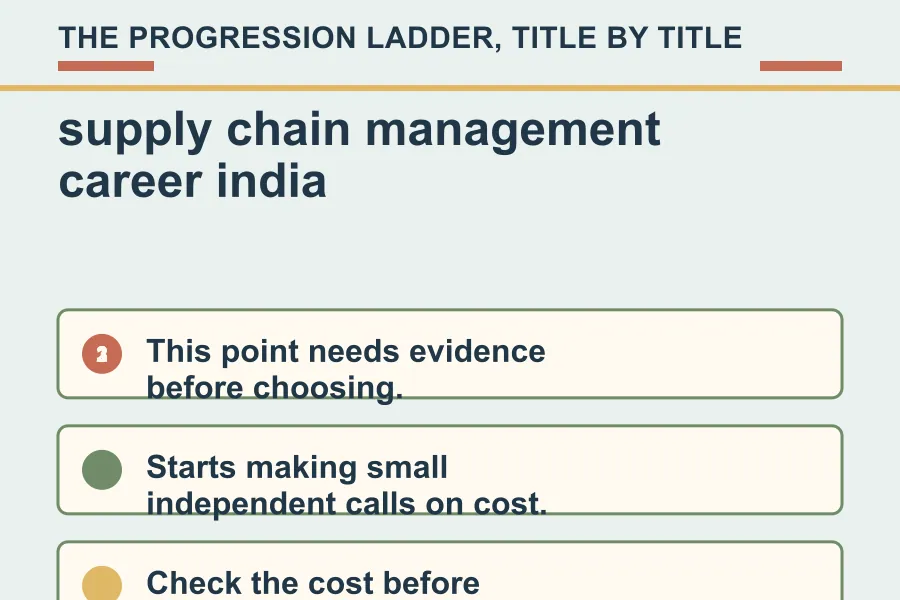 THE PROGRESSION LADDER, TITLE BY TITLE
supply chain management
career india
This point needs evidence
before choosing.
Starts making small
independent calls on cost.
Check the cost before